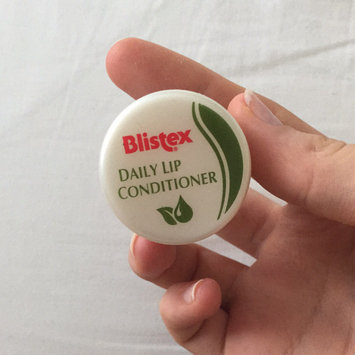 Blistex
DAILY LIP
CONDITIONER